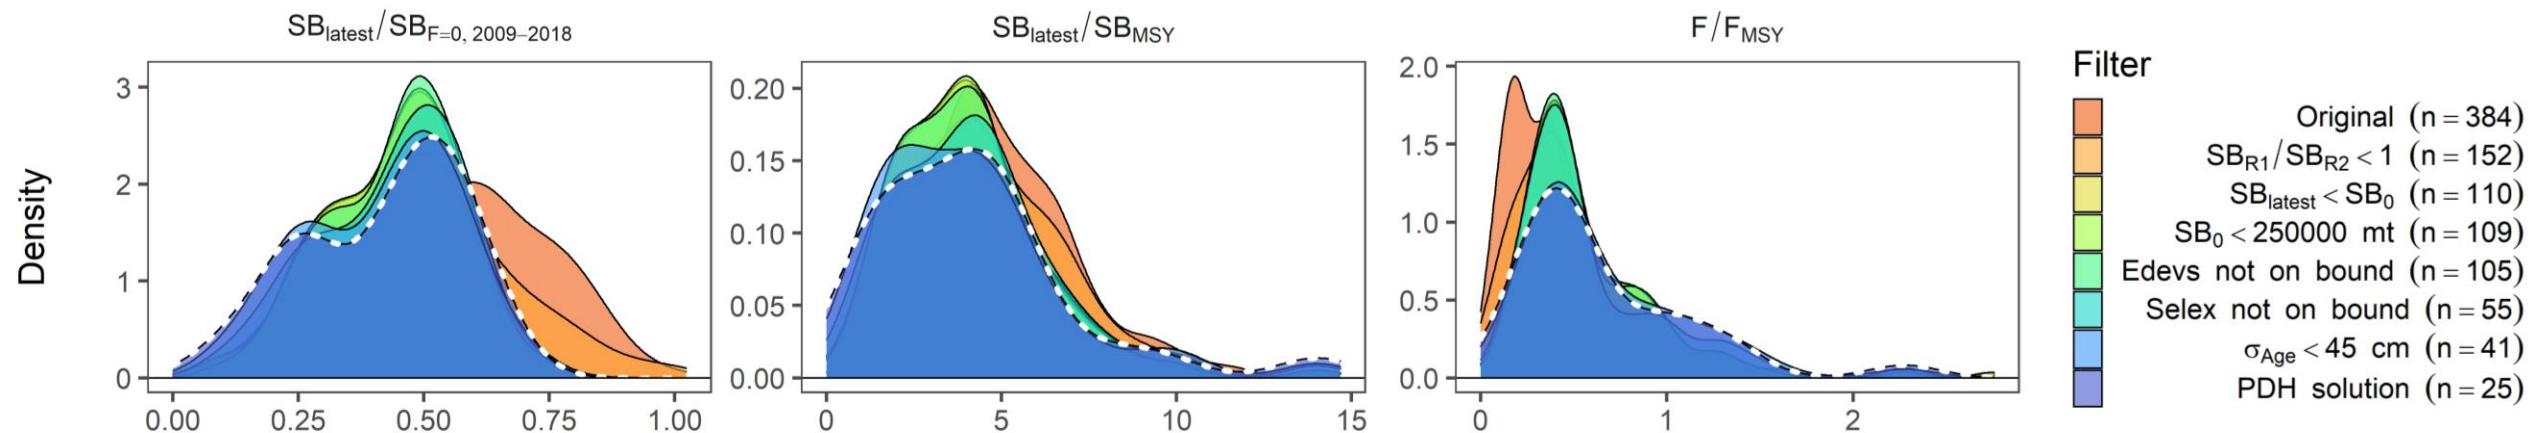 SBlatest/SBF=0, 2009–2018
SBlatest/SBMSY
F/FMSY
Density
3
2
1
0
0.00 0.25 0.50 0.75 1.00
0.20
0.15
0.10
0.05
0.00
0 5 10 15
2.0
1.5
1.0
0.5
0.0
0 1 2
Filter
Original (n = 384)
SBR1/SBR2 < 1 (n = 152)
SBlatest < SB0 (n = 110)
SB0 < 250000 mt (n = 109)
Edevs not on bound (n = 105)
Selex not on bound (n = 55)
σAge < 45 cm (n = 41)
PDH solution (n = 25)